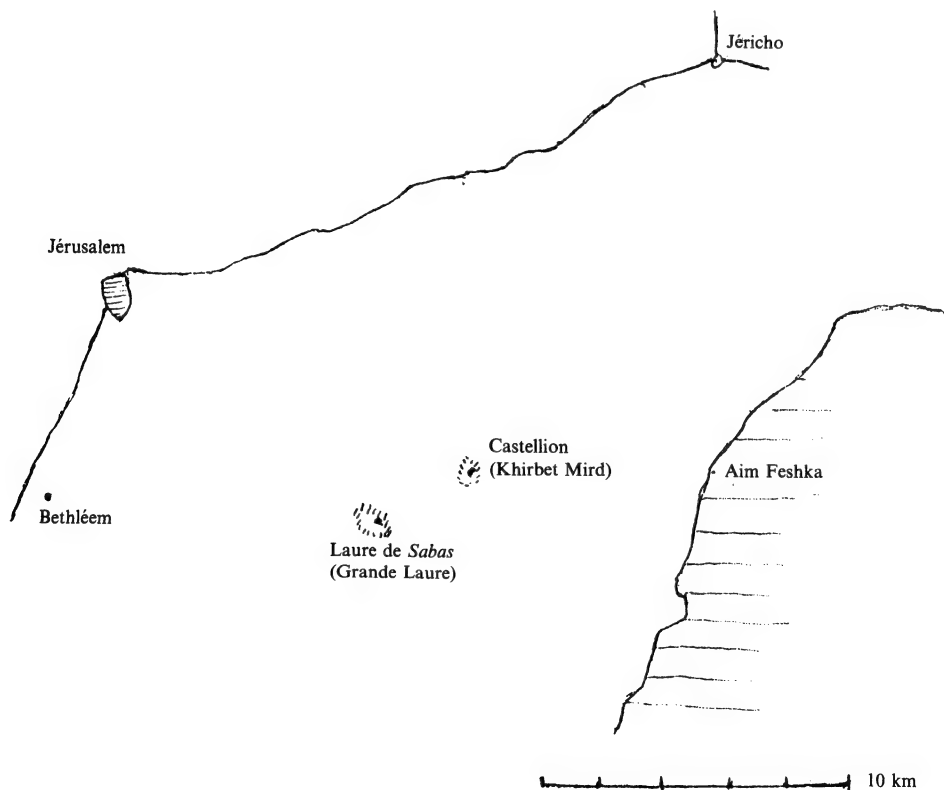 Jéricho
Jérusalem
Castellion
(Khirbet Mird)
Aim Feshka
Bethléem
Laure de Sabas
(Grande Laure)
10 km